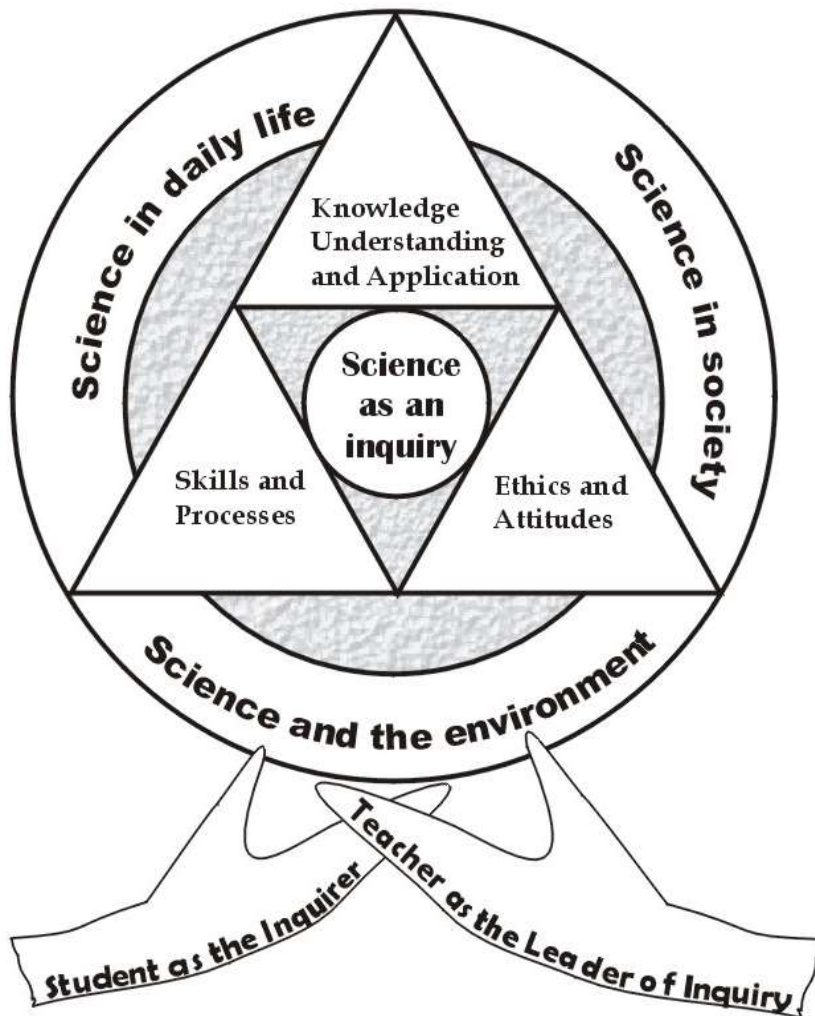 Science in daily life
Science in society
Knowledge
Understanding
and Application
Science
as an
inquiry
Skills and
Processes
Ethics and
Attitudes
Science and the environment
Student as the Inquirer
Teacher as the Leader of Inquiry